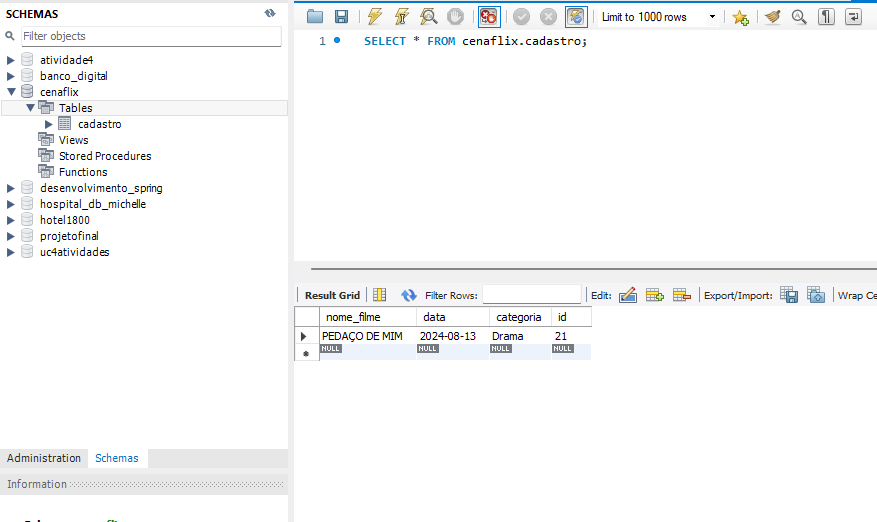 SCHEMAS
Filter objects
atividade4
banco_digital
cenaflix
Tables
cadastro
Views
Stored Procedures
Functions
desenvolvimento_spring
hospital_db_michelle
hotel1800
projetofinal
uc4atividades
Administration Schemas
Information
Limit to 1000 rows
1 SELECT * FROM cenaflix.cadastro;
Result Grid Filter Rows: Edit: Export/Import: Wrap Ce
nome_filme data categoria id
PEDAÇO DE MIM 2024-08-13 Drama 21
NULL NULL NULL NULL